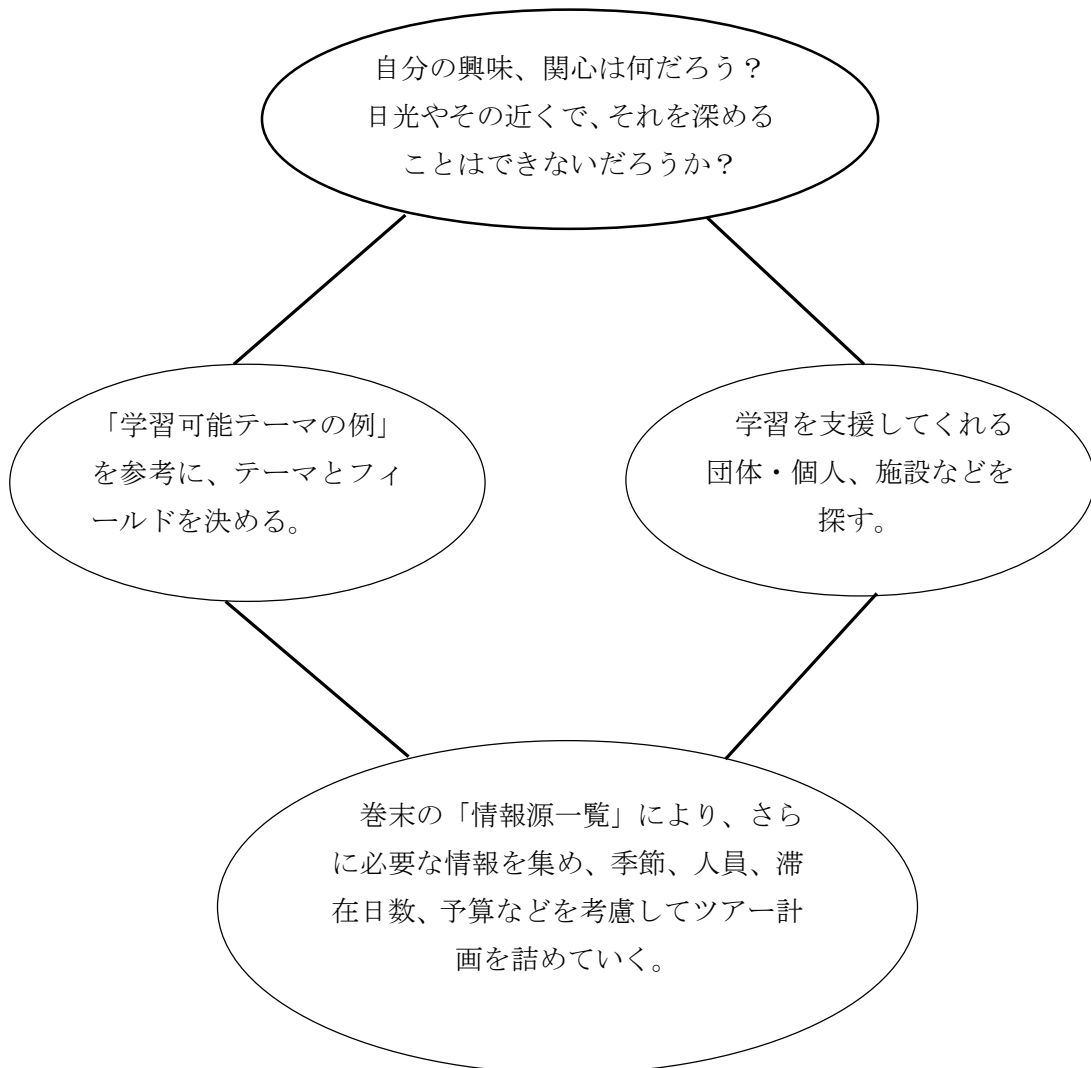 自分の興味、関心は何だろう？
日光やその近くで、それを深める
ことはできないだろうか？
「学習可能テーマの例」
を参考に、テーマとフィ
ールドを決める。
学習を支援してくれる
団体・個人、施設などを
探す。
巻末の「情報源一覧」により、さら
に必要な情報を集め、季節、人員、滞
在日数、予算などを考慮してツアー計
画を詰めていく。